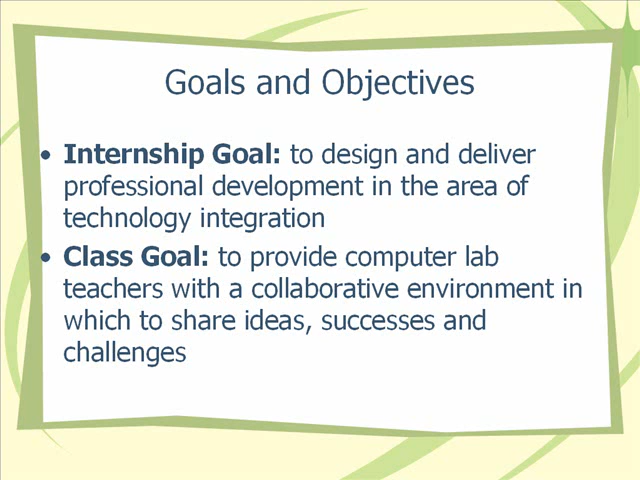 Goals and Objectives
• Internship Goal: to design and deliver
professional development in the area of
technology integration
• Class Goal: to provide computer lab
teachers with a collaborative environment in
which to share ideas, successes and
challenges